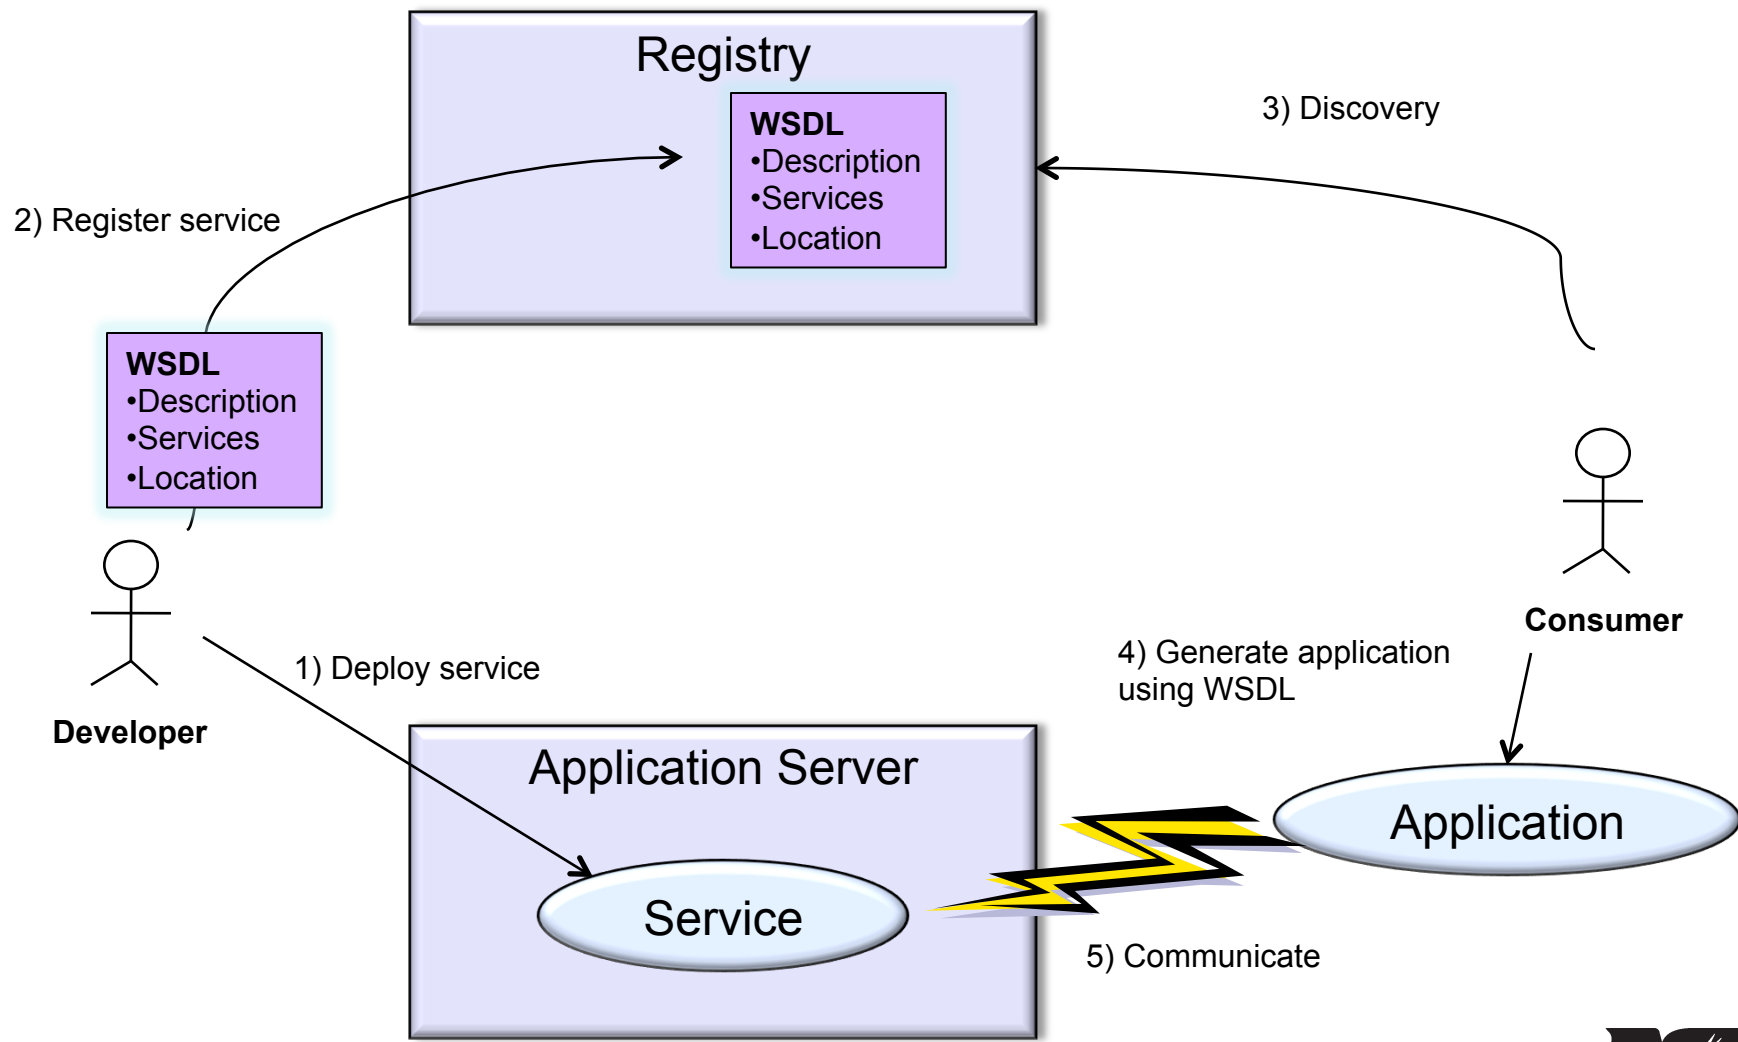 Registry
WSDL
•Description
•Services
•Location
3) Discovery
2) Register service
WSDL
•Description
•Services
•Location
Developer
Consumer
1) Deploy service
4) Generate application
using WSDL
Application Server
Service
Application
5) Communicate